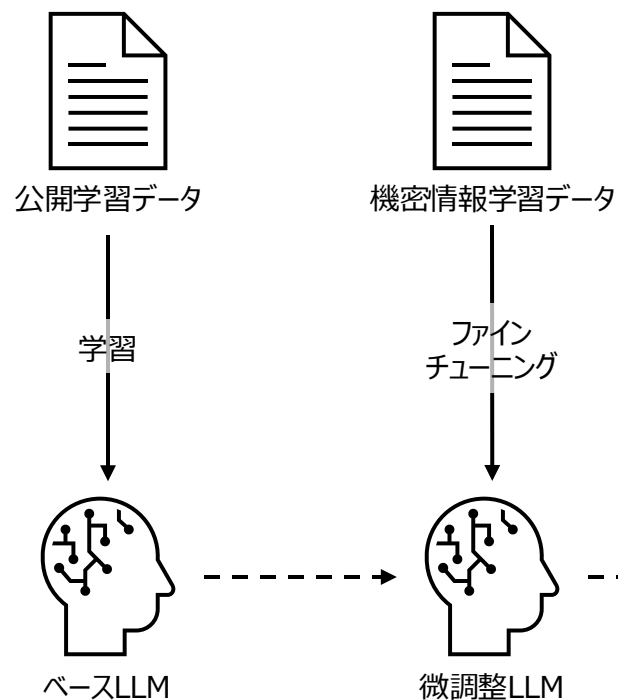 公開学習データ
機密情報学習データ
学習
ファイン
チューニング
ベースLLM
微調整LLM